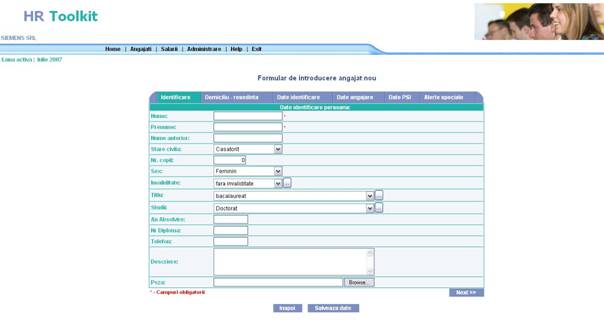 HR Toolkit
SIEMENS SRL
Home | Angajati | Salarii | Administrare | Help | Exit
Luna activa : Iulie 2007
Formular de introducere angajat nou
Identificare Domiciliu - resedinta Date identificare Date angajare Date PSI Alerte speciale
Date identificare persoana:
Nume: *
Prenume: *
Nume anterior:
Stare civila: Casatorit
Nr. copii: 0
Sex: Feminin
Invaliditate: fara invaliditate ...
Titlu: bacalaureat ...
Studii: Doctorat ...
An Absolvire:
Nr Diploma:
Telefon:
Descriere:
Poza: Browse...
* - Campuri obligatorii Next >>
Inapoi Salveaza date